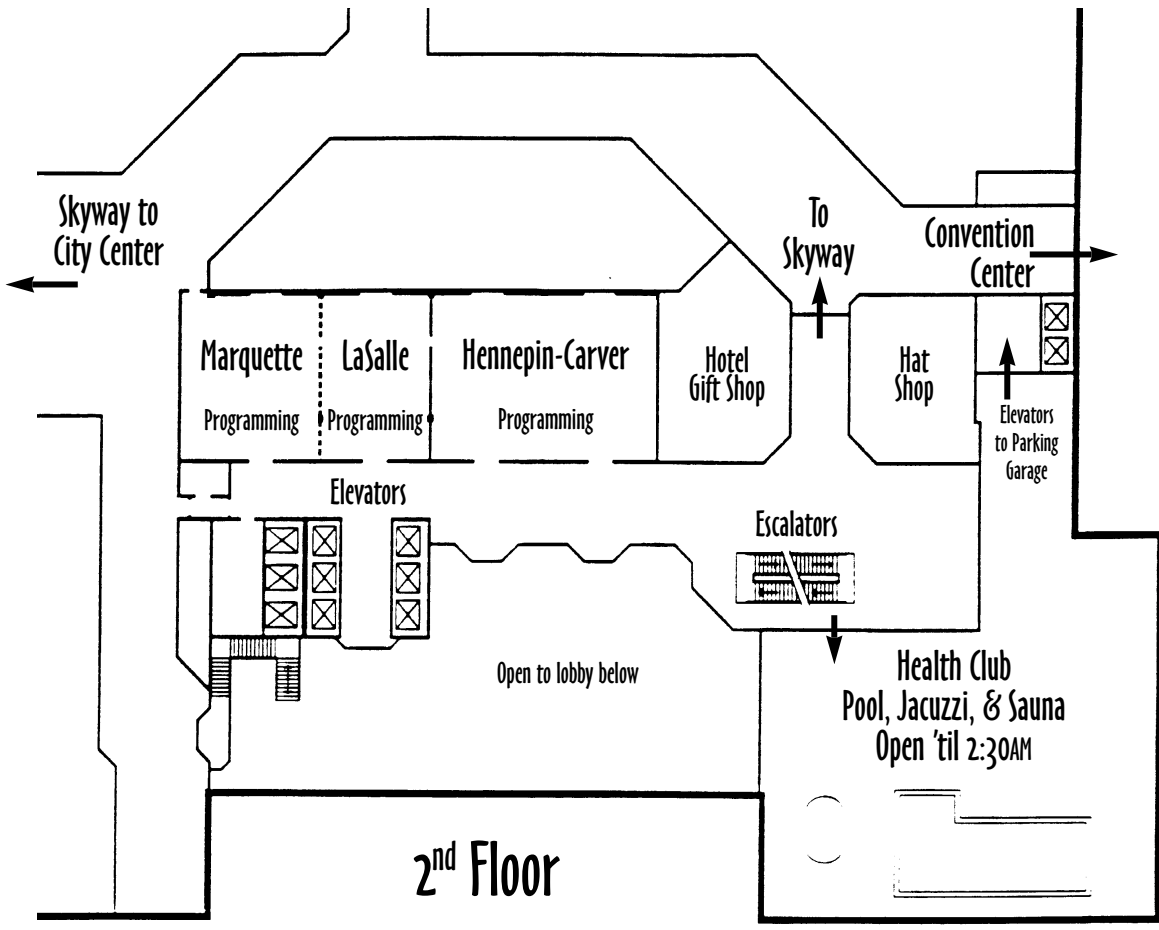 Skyway to
City Center
To
Skyway
Convention
Center
Marquette
Programming
LaSalle
Programming
Hennepin-Carver
Programming
Hotel
Gift Shop
Hat
Shop
Elevators
to Parking
Garage
Elevators
Escalators
Open to lobby below
Health Club
Pool, Jacuzzi, & Sauna
Open 'til 2:30AM
2nd Floor